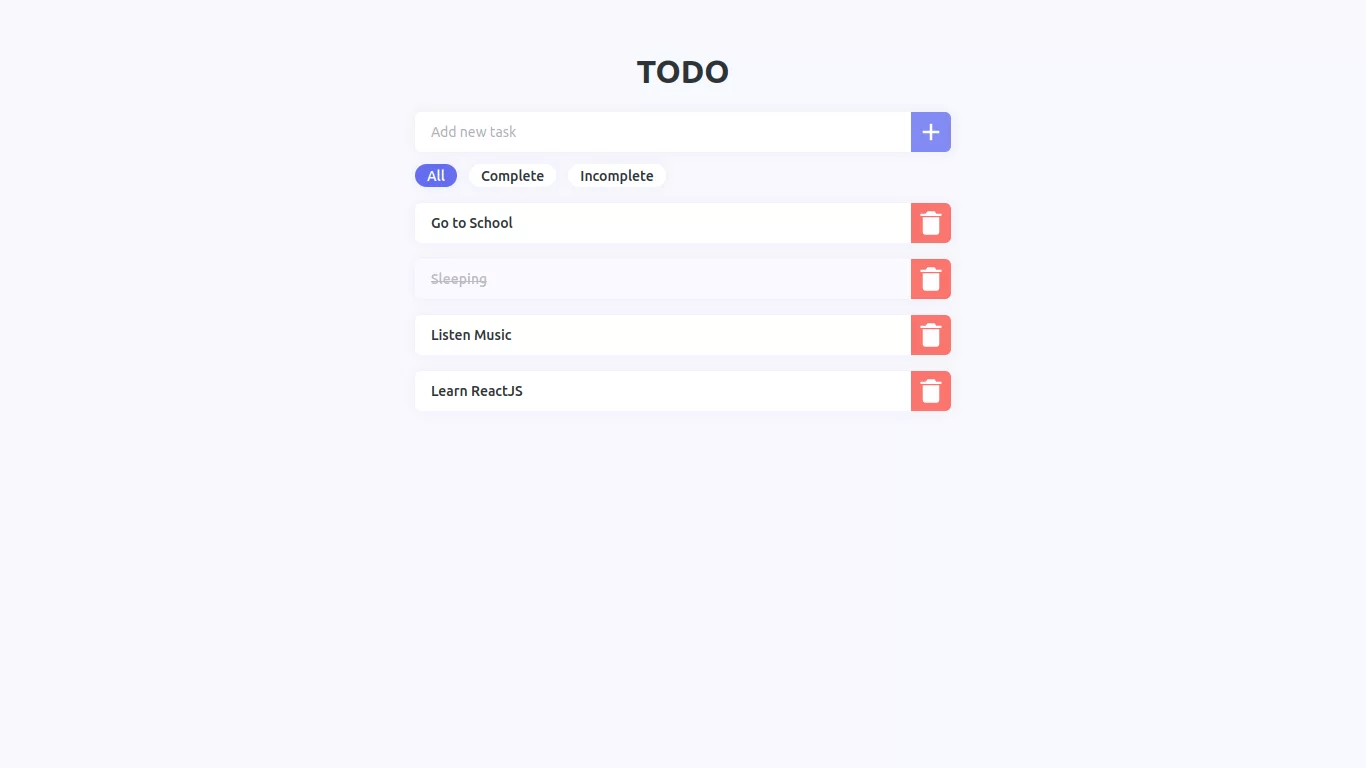 TODO
Add new task
All Complete Incomplete
Go to School
Sleeping
Listen Music
Learn ReactJS